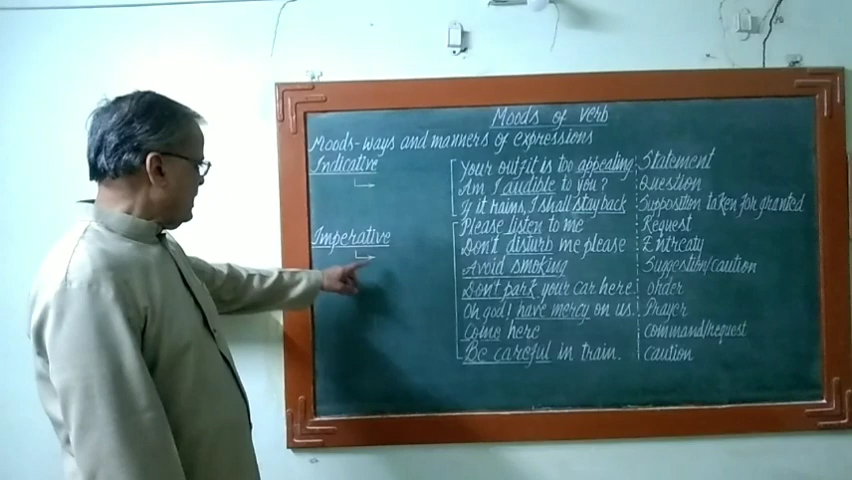 Moods of verb
Moods-ways and manners of expressions
Indicative
Your outfit is too appealing Statement
Am I audible to you? Question
If it rains, I shall stay back Supposition taken for granted
Imperative
Please listen to me Request
Don't disturb me please Entreaty
Avoid smoking Suggestion/caution
Don't park your car here order
Oh god! have mercy on us. Prayer
Come here command/request
Be careful in train. caution